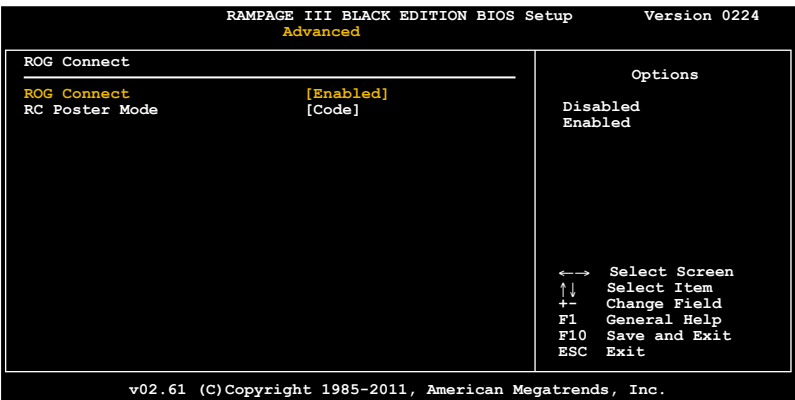 RAMPAGE III BLACK EDITION BIOS Setup Version 0224
Advanced
ROG Connect
ROG Connect [Enabled]
RC Poster Mode [Code]
Options
Disabled
Enabled
←→ Select Screen
↑↓ Select Item
+- Change Field
F1 General Help
F10 Save and Exit
ESC Exit
v02.61 (C)Copyright 1985-2011, American Megatrends, Inc.